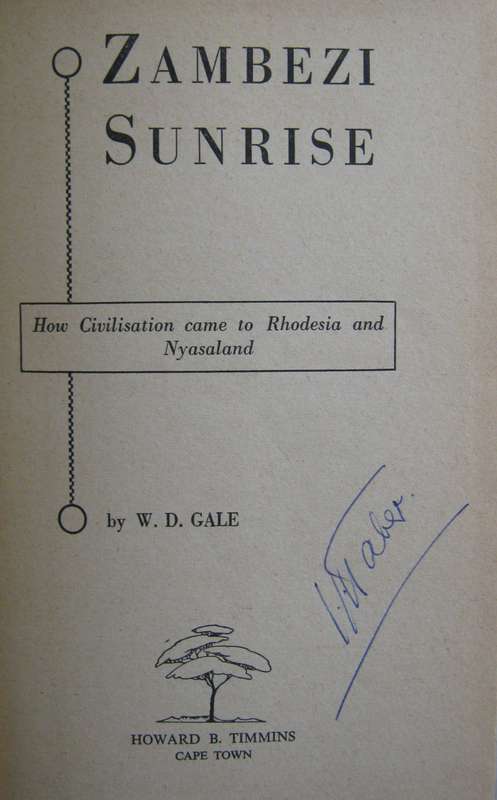 ZAMBEZI
SUNRISE
How Civilisation came to Rhodesia and
Nyasaland
by W. D. GALE
HOWARD B. TIMMINS
CAPE TOWN